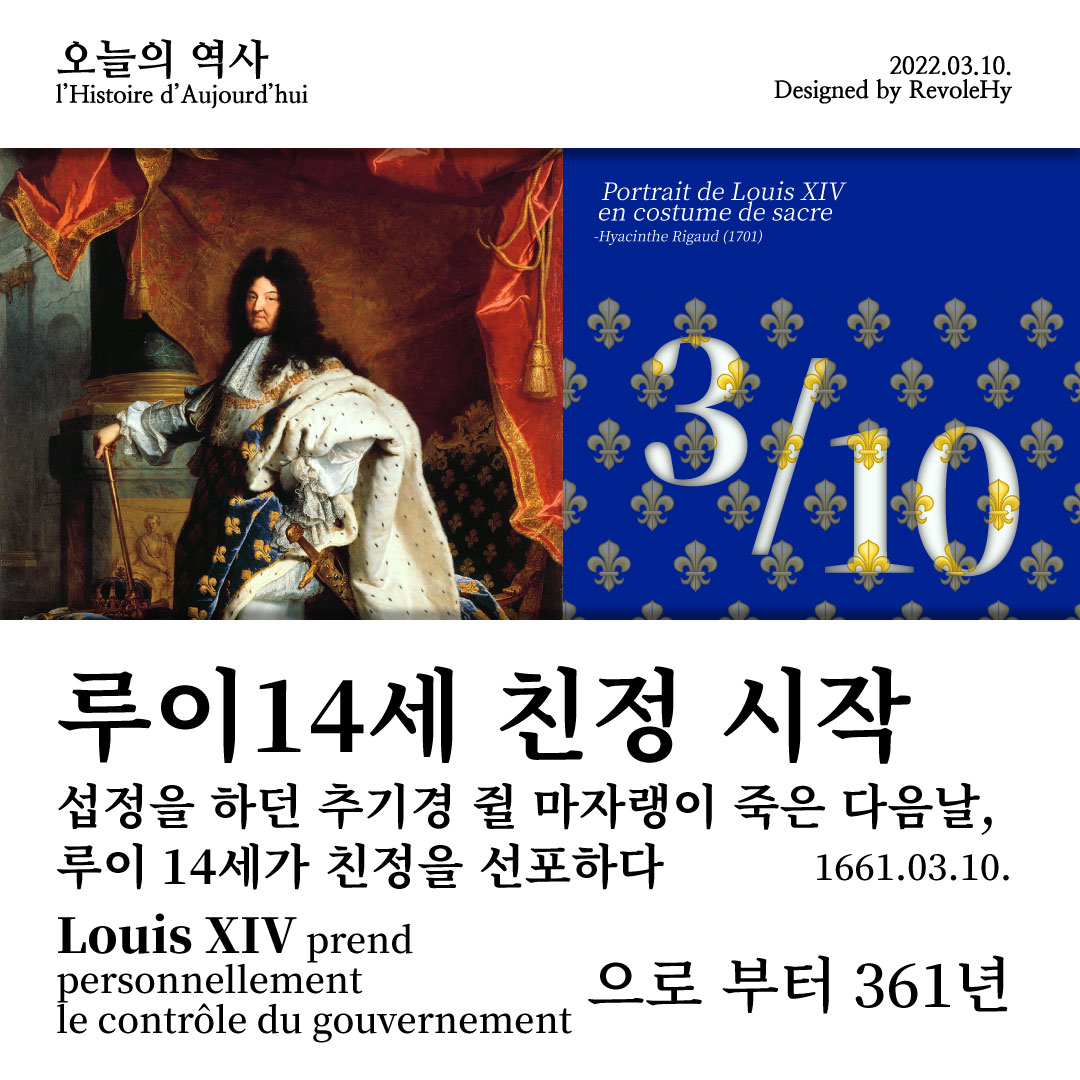 오늘의 역사
l'Histoire d'Aujourd'hui
2022.03.10.
Designed by RevoleHy
Portrait de Louis XIV
en costume de sacre
-Hyacinthe Rigaud (1701)
3/10
루이14세 친정 시작
섭정을 하던 추기경 쥘 마자랭이 죽은 다음날,
루이 14세가 친정을 선포하다
1661.03.10.
Louis XIV prend
personnellement
le contrôle du gouvernement
으로 부터 361년